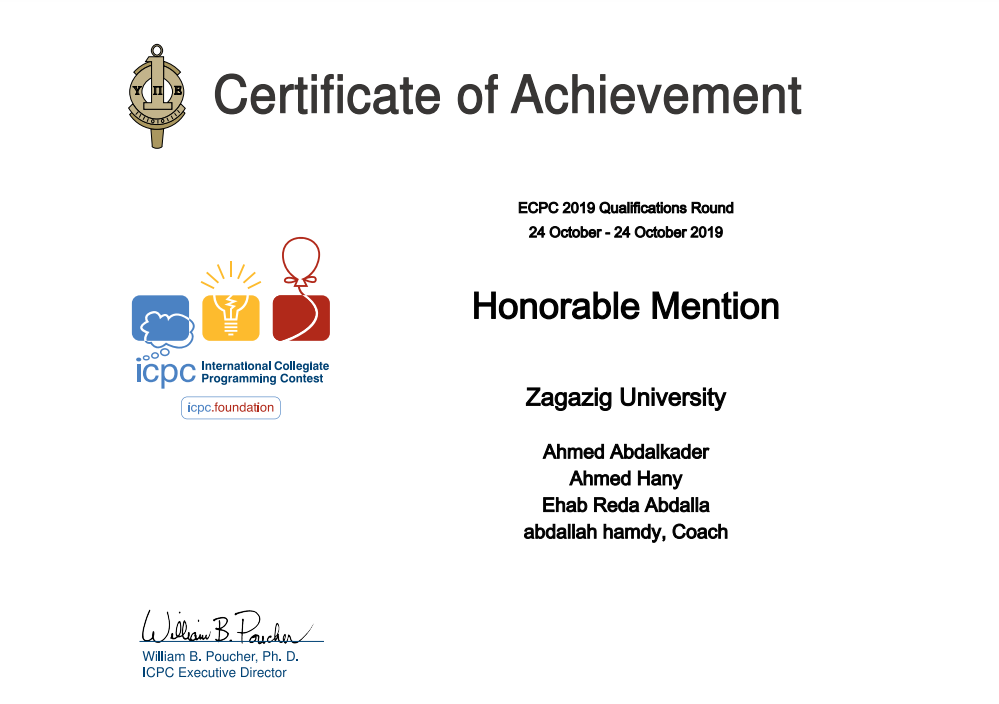 Υ Π Ε
Certificate of Achievement
ECPC 2019 Qualifications Round
24 October - 24 October 2019
Honorable Mention
icpc International Collegiate
Programming Contest
icpc.foundation
Zagazig University
Ahmed Abdalkader
Ahmed Hany
Ehab Reda Abdalla
abdallah hamdy, Coach
William B. Poucher
William B. Poucher, Ph. D.
ICPC Executive Director